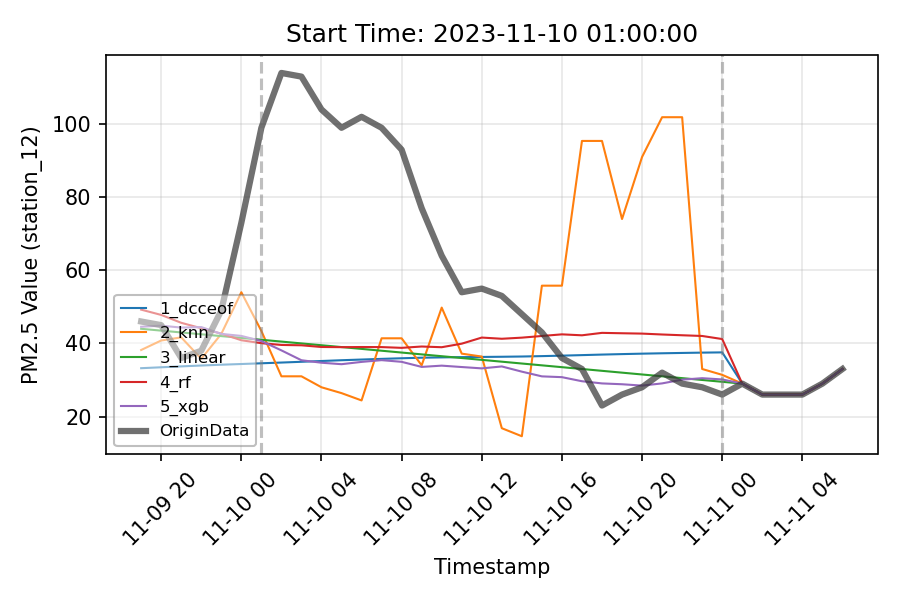 Start Time: 2023-11-10 01:00:00
PM2.5 Value (station_12)
100
80
60
40
20
1_dcceof
2_knn
3_linear
4_rf
5_xgb
OriginData
11-09 20
11-10 00
11-10 04
11-10 08
11-10 12
11-10 16
11-10 20
11-11 00
11-11 04
Timestamp